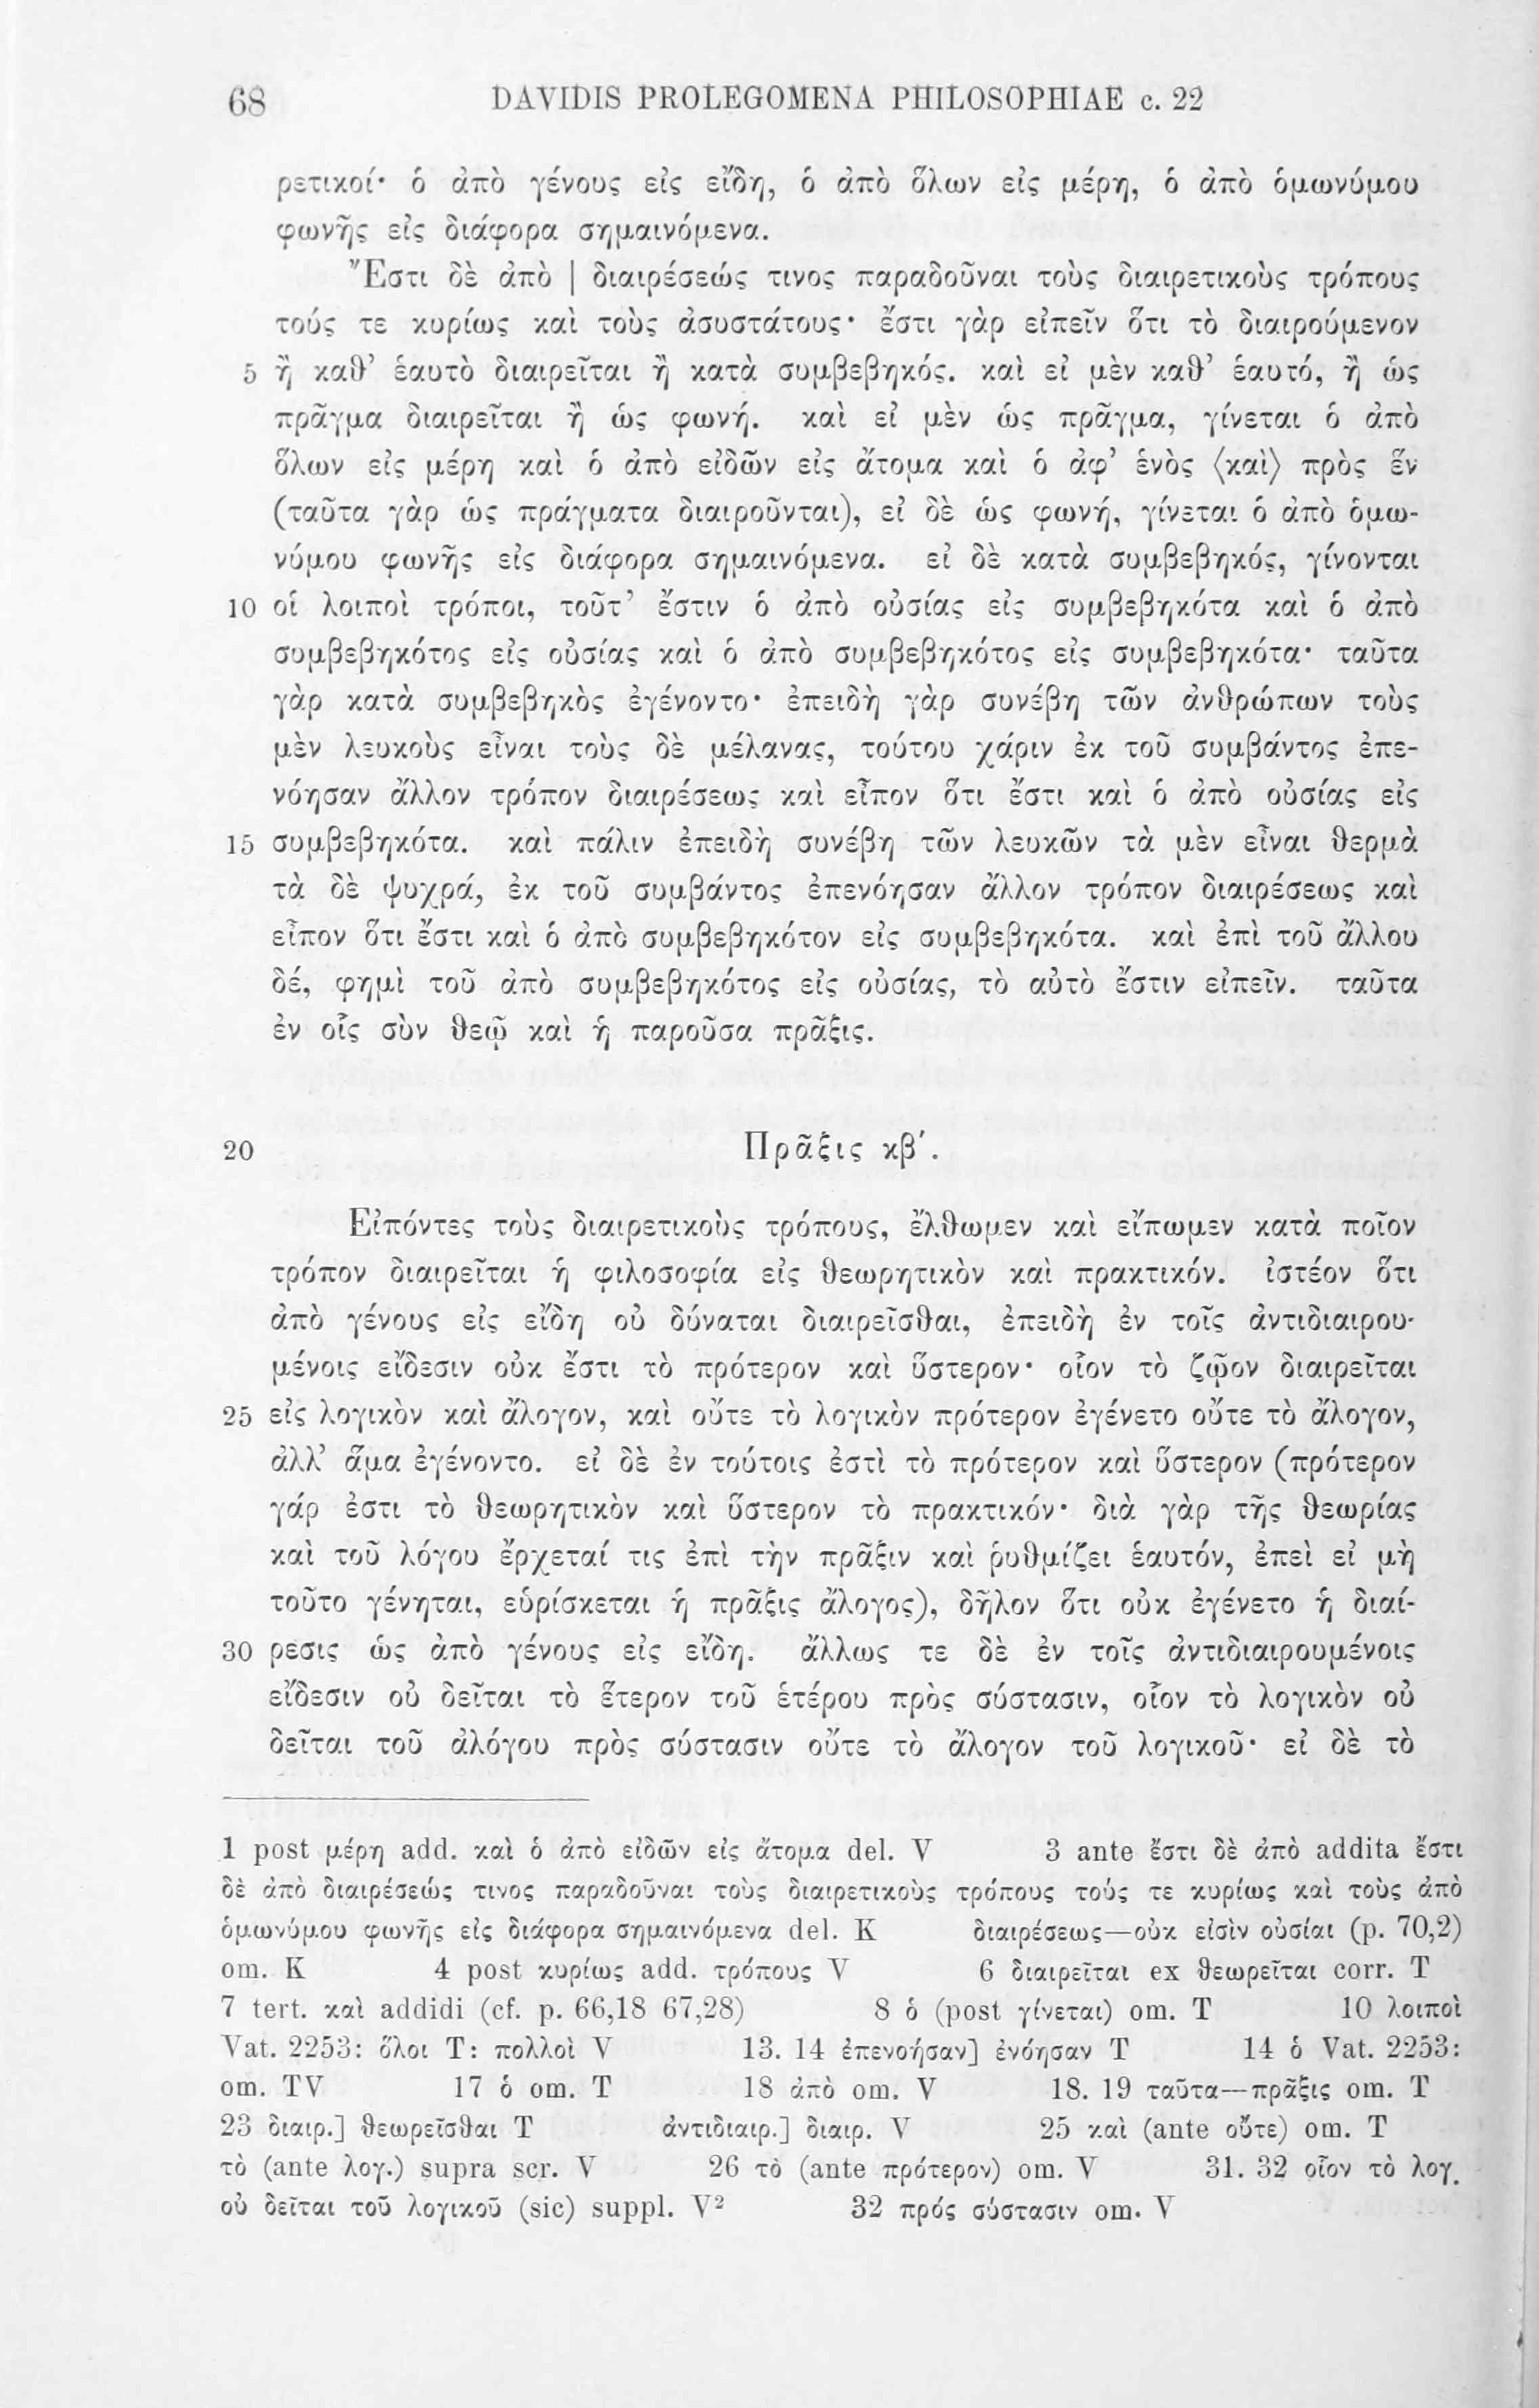 68 DAVIDIS PROLEGOMENA PHILOSOPHIAE c. 22
ρετικοί· ὁ ἀπὸ γένους εἰς εἴδη, ὁ ἀπὸ ὅλων εἰς μέρη, ὁ ἀπὸ ὁμωνύμου
φωνῆς εἰς διάφορα σημαινόμενα.
Ἔστι δὲ ἀπὸ | διαιρέσεώς τινος παραδοῦναι τοὺς διαιρετικοὺς τρόπους
τούς τε κυρίως καὶ τοὺς ἀσυστάτους· ἔστι γὰρ εἰπεῖν ὅτι τὸ διαιρούμενον
5 ἢ καθ’ ἑαυτὸ διαιρεῖται ἢ κατὰ συμβεβηκός. καὶ εἰ μὲν καθ’ ἑαυτό, ἢ ὡς
πρᾶγμα διαιρεῖται ἢ ὡς φωνή. καὶ εἰ μὲν ὡς πρᾶγμα, γίνεται ὁ ἀπὸ
ὅλων εἰς μέρη καὶ ὁ ἀπὸ εἰδῶν εἰς ἄτομα καὶ ὁ ἀφ’ ἑνὸς ⟨καὶ⟩ πρὸς ἕν
(ταῦτα γὰρ ὡς πράγματα διαιροῦνται), εἰ δὲ ὡς φωνή, γίνεται ὁ ἀπὸ ὁμω-
νύμου φωνῆς εἰς διάφορα σημαινόμενα. εἰ δὲ κατὰ συμβεβηκός, γίνονται
10 οἱ λοιποὶ τρόποι, τοῦτ’ ἔστιν ὁ ἀπὸ οὐσίας εἰς συμβεβηκότα καὶ ὁ ἀπὸ
συμβεβηκότος εἰς οὐσίας καὶ ὁ ἀπὸ συμβεβηκότος εἰς συμβεβηκότα· ταῦτα
γὰρ κατὰ συμβεβηκὸς ἐγένοντο· ἐπειδὴ γὰρ συνέβη τῶν ἀνθρώπων τοὺς
μὲν λευκοὺς εἶναι τοὺς δὲ μέλανας, τούτου χάριν ἐκ τοῦ συμβάντος ἐπε-
νόησαν ἄλλον τρόπον διαιρέσεως καὶ εἶπον ὅτι ἔστι καὶ ὁ ἀπὸ οὐσίας εἰς
15 συμβεβηκότα. καὶ πάλιν ἐπειδὴ συνέβη τῶν λευκῶν τὰ μὲν εἶναι θερμὰ
τὰ δὲ ψυχρά, ἐκ τοῦ συμβάντος ἐπενόησαν ἄλλον τρόπον διαιρέσεως καὶ
εἶπον ὅτι ἔστι καὶ ὁ ἀπὸ συμβεβηκότον εἰς συμβεβηκότα. καὶ ἐπὶ τοῦ ἄλλου
δέ, φημὶ τοῦ ἀπὸ συμβεβηκότος εἰς οὐσίας, τὸ αὐτὸ ἔστιν εἰπεῖν. ταῦτα
ἐν οἷς σὺν θεῷ καὶ ἡ παροῦσα πρᾶξις.
20 Πρᾶξις κβ′.
Εἰπόντες τοὺς διαιρετικοὺς τρόπους, ἔλθωμεν καὶ εἴπωμεν κατὰ ποῖον
τρόπον διαιρεῖται ἡ φιλοσοφία εἰς θεωρητικὸν καὶ πρακτικόν. ἰστέον ὅτι
ἀπὸ γένους εἰς εἴδη οὐ δύναται διαιρεῖσθαι, ἐπειδὴ ἐν τοῖς ἀντιδιαιρου-
μένοις εἴδεσιν οὐκ ἔστι τὸ πρότερον καὶ ὕστερον· οἷον τὸ ζῷον διαιρεῖται
25 εἰς λογικὸν καὶ ἄλογον, καὶ οὔτε τὸ λογικὸν πρότερον ἐγένετο οὔτε τὸ ἄλογον,
ἀλλ’ ἅμα ἐγένοντο. εἰ δὲ ἐν τούτοις ἐστὶ τὸ πρότερον καὶ ὕστερον (πρότερον
γάρ ἐστι τὸ θεωρητικὸν καὶ ὕστερον τὸ πρακτικόν· διὰ γὰρ τῆς θεωρίας
καὶ τοῦ λόγου ἔρχεταί τις ἐπὶ τὴν πρᾶξιν καὶ ῥυθμίζει ἑαυτόν, ἐπεὶ εἰ μὴ
τοῦτο γένηται, εὑρίσκεται ἡ πρᾶξις ἄλογος), δῆλον ὅτι οὐκ ἐγένετο ἡ διαί-
30 ρεσις ὡς ἀπὸ γένους εἰς εἴδη. ἄλλως τε δὲ ἐν τοῖς ἀντιδιαιρουμένοις
εἴδεσιν οὐ δεῖται τὸ ἕτερον τοῦ ἑτέρου πρὸς σύστασιν, οἷον τὸ λογικὸν οὐ
δεῖται τοῦ ἀλόγου πρὸς σύστασιν οὔτε τὸ ἄλογον τοῦ λογικοῦ· εἰ δὲ τὸ
1 post μέρη add. καὶ ὁ ἀπὸ εἰδῶν εἰς ἄτομα del. V 3 ante ἔστι δὲ ἀπὸ addita ἔστι
δὲ ἀπὸ διαιρέσεώς τινος παραδοῦναι τοὺς διαιρετικοὺς τρόπους τούς τε κυρίως καὶ τοὺς ἀπὸ
ὁμωνύμου φωνῆς εἰς διάφορα σημαινόμενα del. K διαιρέσεως—οὐκ εἰσὶν οὐσίαι (p. 70,2)
om. K 4 post κυρίως add. τρόπους V 6 διαιρεῖται ex θεωρεῖται corr. T
7 tert. καὶ addidi (cf. p. 66,18 67,28) 8 ὁ (post γίνεται) om. T 10 λοιποὶ
Vat. 2253: ὅλοι T: πολλοὶ V 13. 14 ἐπενοήσαν] ἐνόησαν T 14 ὁ Vat. 2253:
om. TV 17 ὁ om. T 18 ἀπὸ om. V 18. 19 ταῦτα—πρᾶξις om. T
23 διαιρ.] θεωρεῖσθαι T ἀντιδιαιρ.] διαιρ. V 25 καὶ (ante οὔτε) om. T
τὸ (ante λογ.) supra scr. V 26 τὸ (ante πρότερον) om. V 31. 32 οἷον τὸ λογ.
οὐ δεῖται τοῦ λογικοῦ (sic) suppl. V² 32 πρός σύστασιν om. V